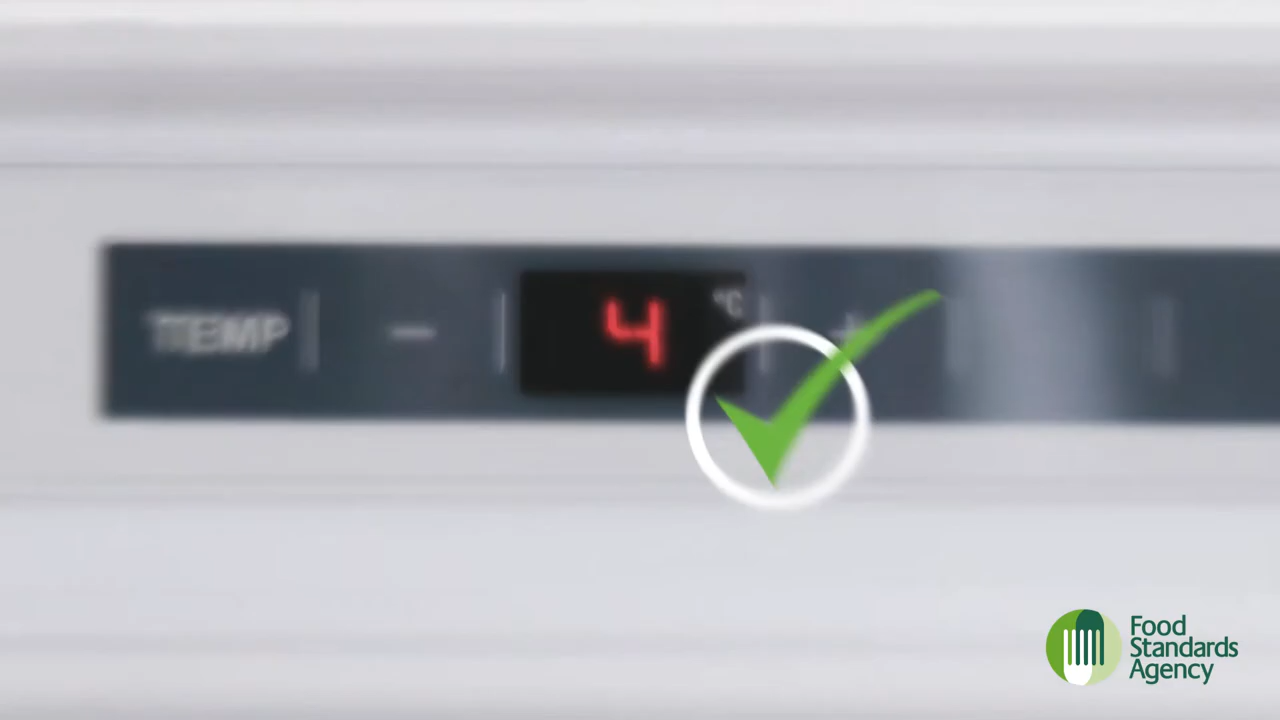 TEMP
−
4
°C
+
Food
Standards
Agency